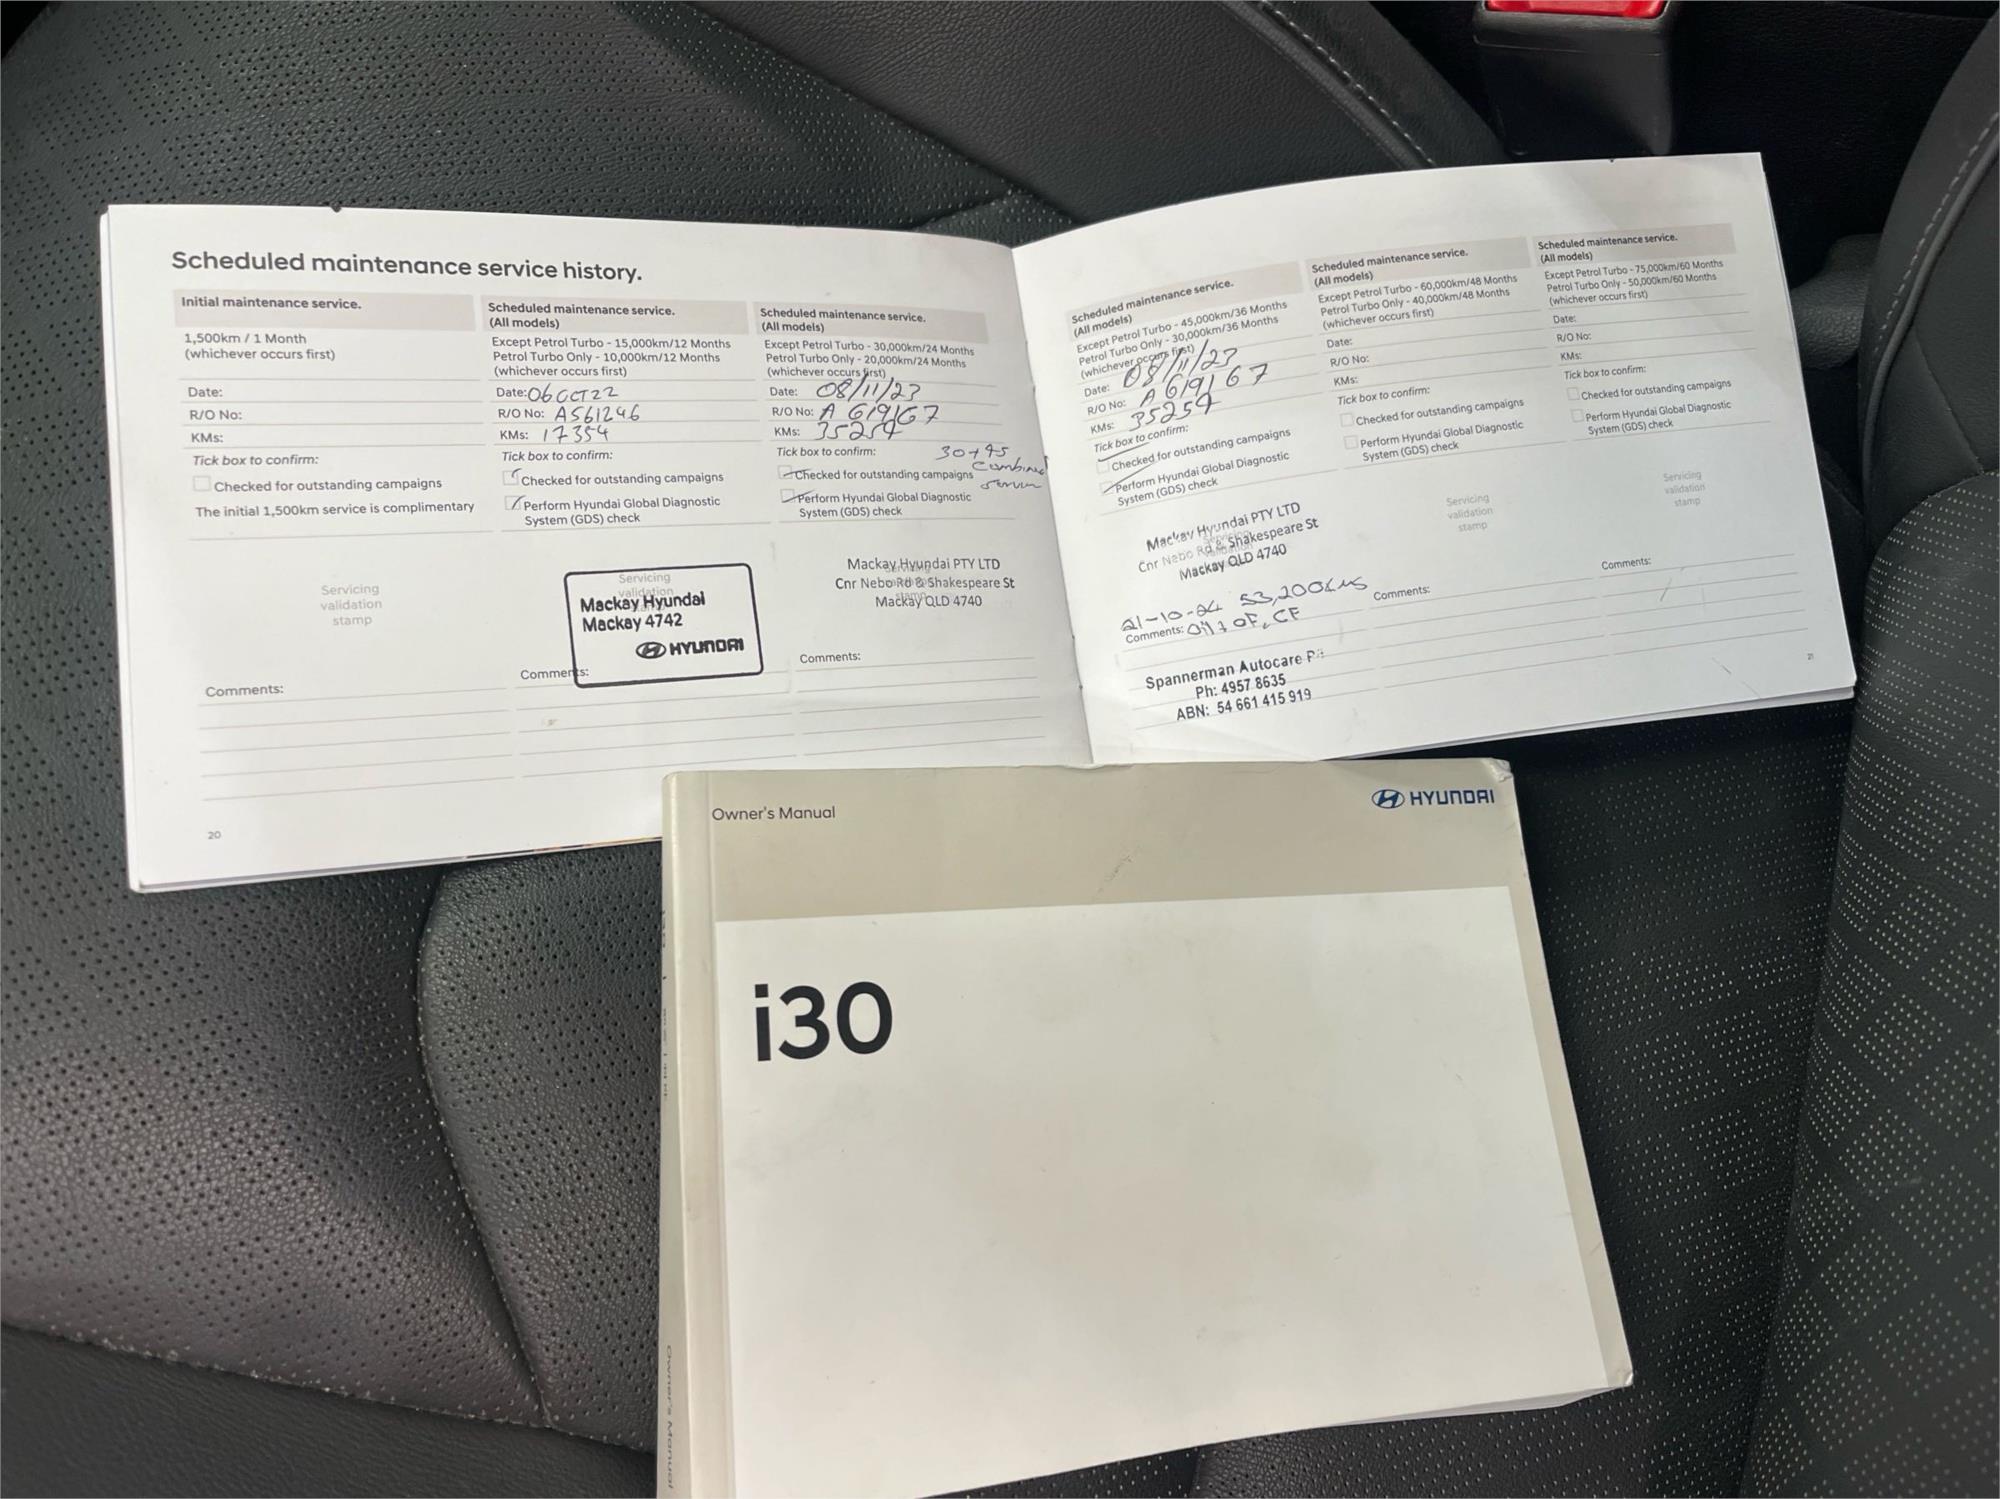 Scheduled maintenance service history.
Initial maintenance service.
1,500km / 1 Month
(whichever occurs first)
Date:
R/O No:
KMs:
Tick box to confirm:
Checked for outstanding campaigns
The initial 1,500km service is complimentary
Servicing
validation
stamp
Comments:
20
Scheduled maintenance service.
(All models)
Except Petrol Turbo - 15,000km/12 Months
Petrol Turbo Only - 10,000km/12 Months
(whichever occurs first)
Date: 06 OCT 22
R/O No: A561246
KMs: 17354
Tick box to confirm:
Checked for outstanding campaigns
Perform Hyundai Global Diagnostic
System (GDS) check
Servicing
validation
Mackay Hyundai
Mackay 4742
HYUNDAI
Comments:
Scheduled maintenance service.
(All models)
Except Petrol Turbo - 30,000km/24 Months
Petrol Turbo Only - 20,000km/24 Months
(whichever occurs first)
Date: 08/11/23
R/O No: A 619167
KMs: 35254
Tick box to confirm:
30+45
Combined
service
Checked for outstanding campaigns
Perform Hyundai Global Diagnostic
System (GDS) check
Mackay Hyundai PTY LTD
Cnr Nebo Rd & Shakespeare St
Mackay QLD 4740
Comments:
Scheduled maintenance service.
(All models)
Except Petrol Turbo - 45,000km/36 Months
Petrol Turbo Only - 30,000km/36 Months
(whichever occurs first)
Date: 08/11/23
R/O No: A 619167
KMs: 35254
Tick box to confirm:
Checked for outstanding campaigns
Perform Hyundai Global Diagnostic
System (GDS) check
Mackay Hyundai PTY LTD
Cnr Nebo Rd & Shakespeare St
Mackay QLD 4740
21-10-24 53,200kms
Comments: Oil + OF, CF
Spannerman Autocare
Ph: 4957 8635
ABN: 54 661 415 919
Scheduled maintenance service.
(All models)
Except Petrol Turbo - 60,000km/48 Months
Petrol Turbo Only - 40,000km/48 Months
(whichever occurs first)
Date:
R/O No:
KMs:
Tick box to confirm:
Checked for outstanding campaigns
Perform Hyundai Global Diagnostic
System (GDS) check
Servicing
validation
stamp
Comments:
Scheduled maintenance service.
(All models)
Except Petrol Turbo - 75,000km/60 Months
Petrol Turbo Only - 50,000km/60 Months
(whichever occurs first)
Date:
R/O No:
KMs:
Tick box to confirm:
Checked for outstanding campaigns
Perform Hyundai Global Diagnostic
System (GDS) check
Servicing
validation
stamp
Comments:
21
Owner's Manual
HYUNDAI
i30
Owner's Manual